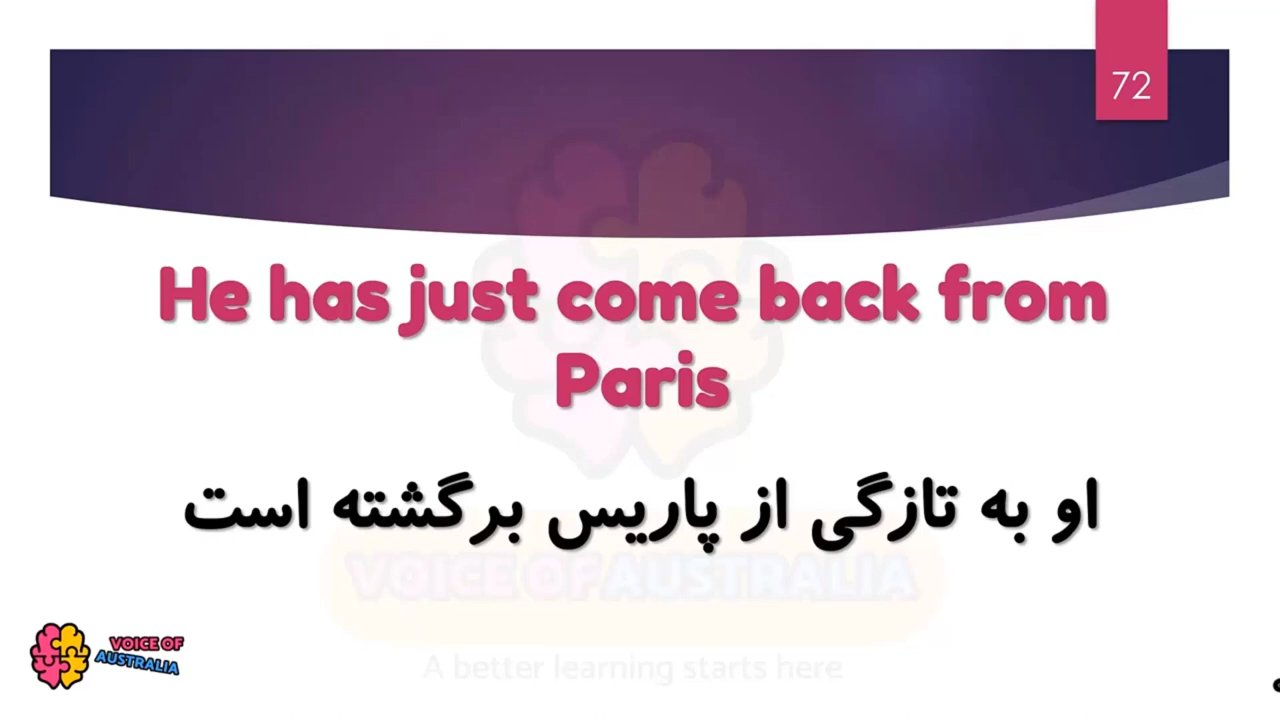 72
He has just come back from
Paris
او به تازگی از پاریس برگشته است
VOICE OF AUSTRALIA
A better learning starts here
VOICE OF
AUSTRALIA